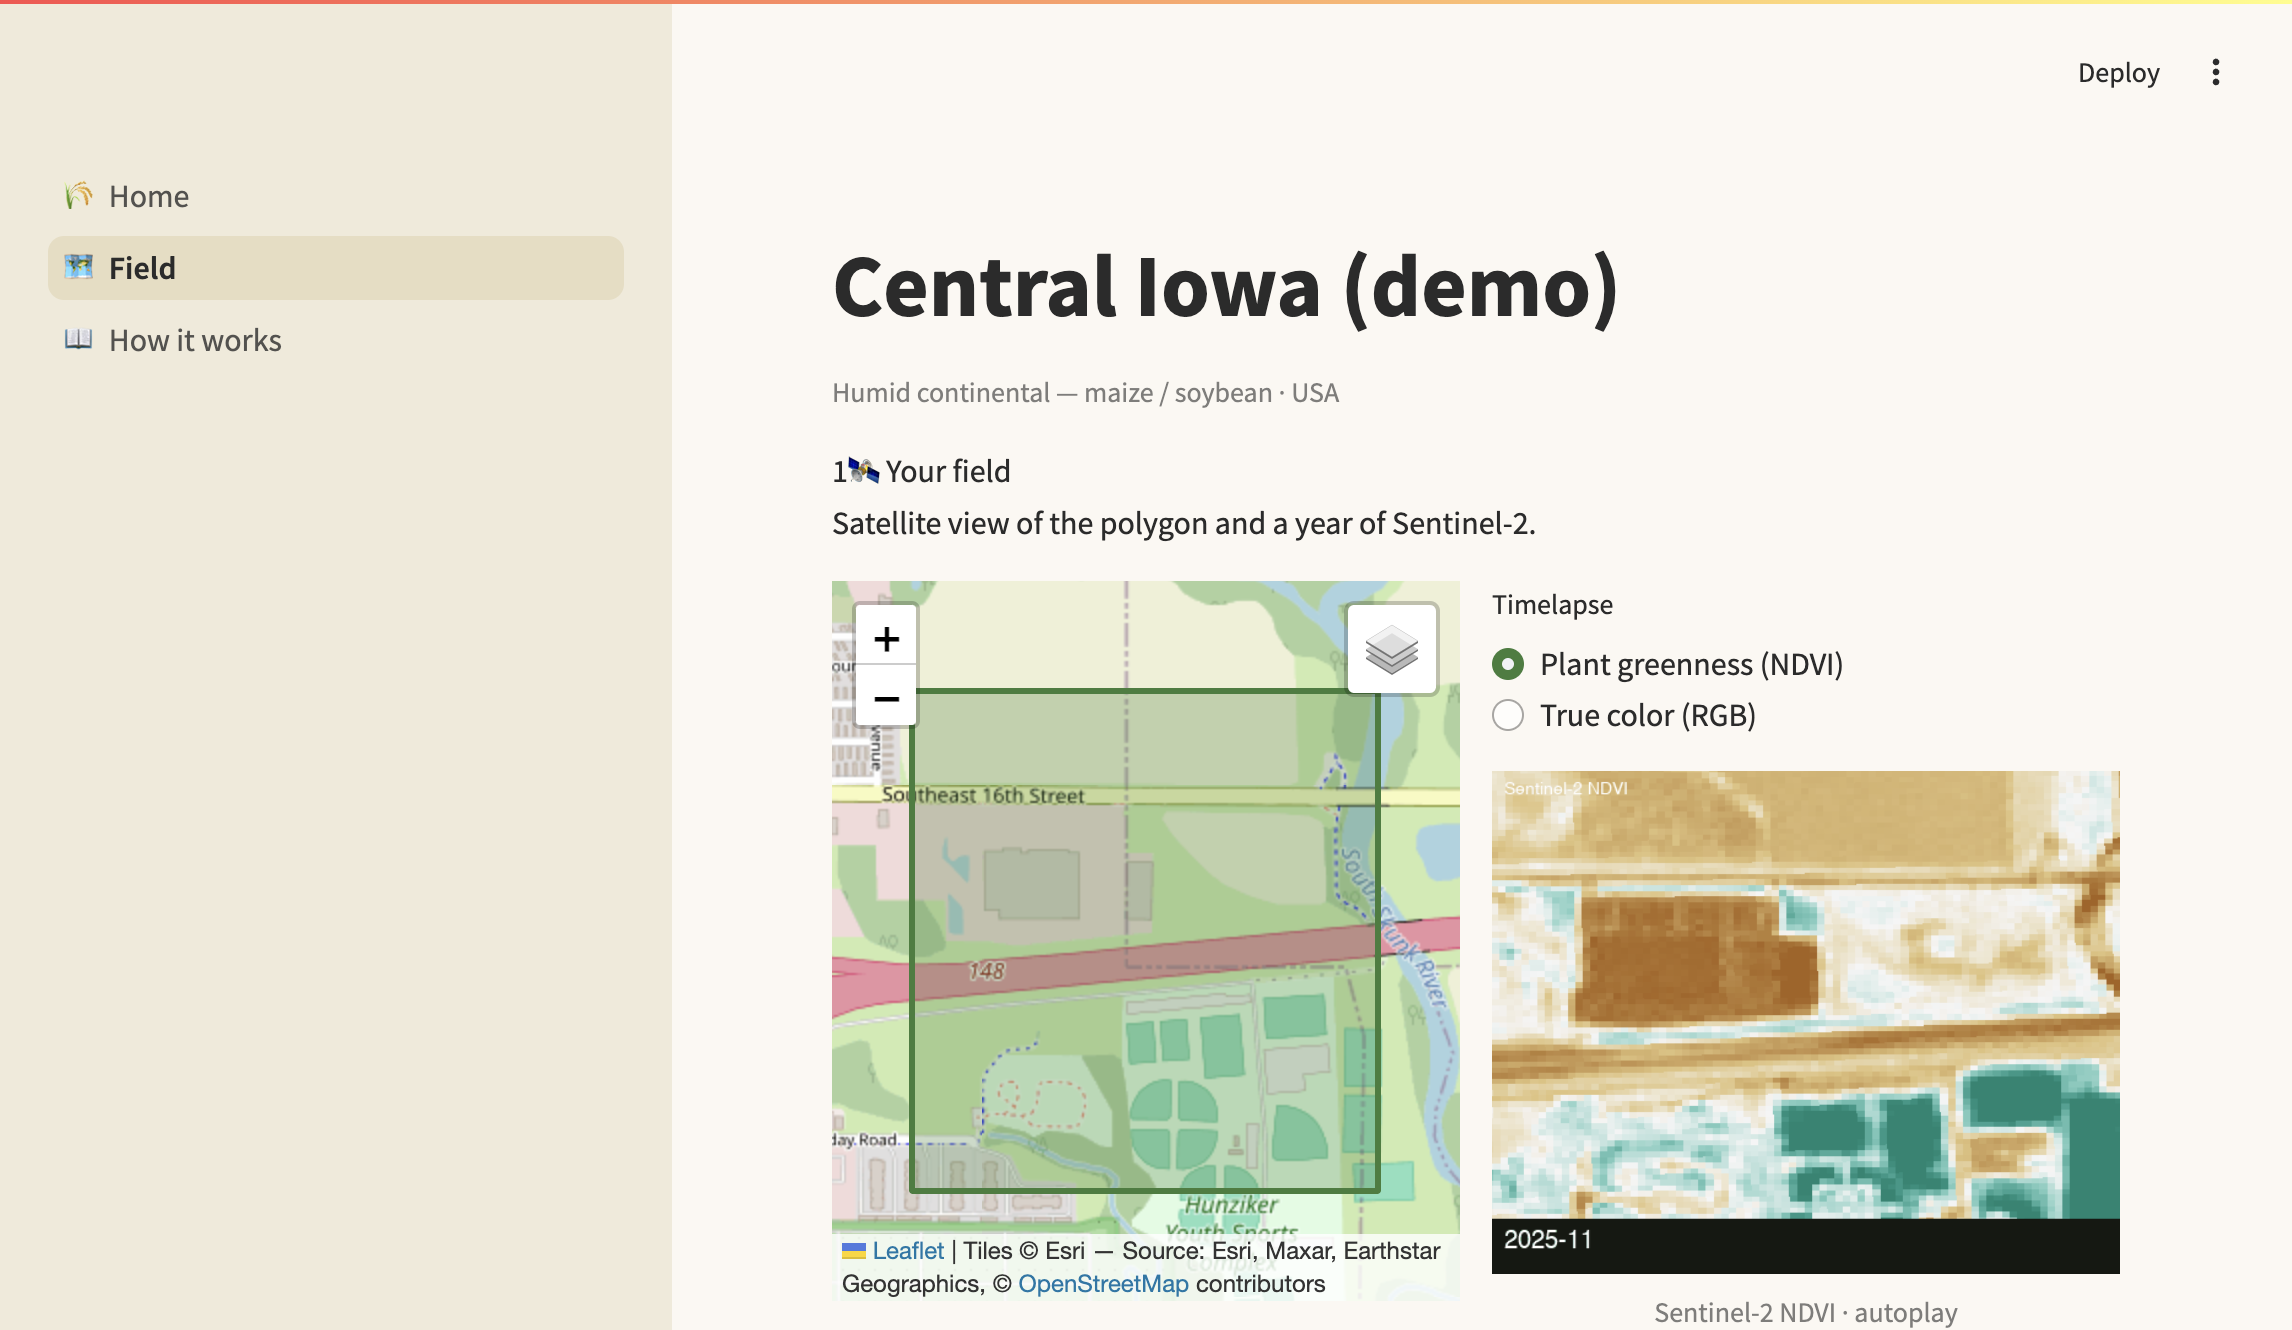 Deploy
Home
Field
How it works
Central Iowa (demo)
Humid continental — maize / soybean · USA
1🛰 Your field
Satellite view of the polygon and a year of Sentinel-2.
+
−
Southeast 16th Street
South Skunk River
148
day Road
Hunziker
Youth Sports
Complex
Leaflet | Tiles © Esri — Source: Esri, Maxar, Earthstar
Geographics, © OpenStreetMap contributors
Timelapse
Plant greenness (NDVI)
True color (RGB)
Sentinel-2 NDVI
2025-11
Sentinel-2 NDVI · autoplay